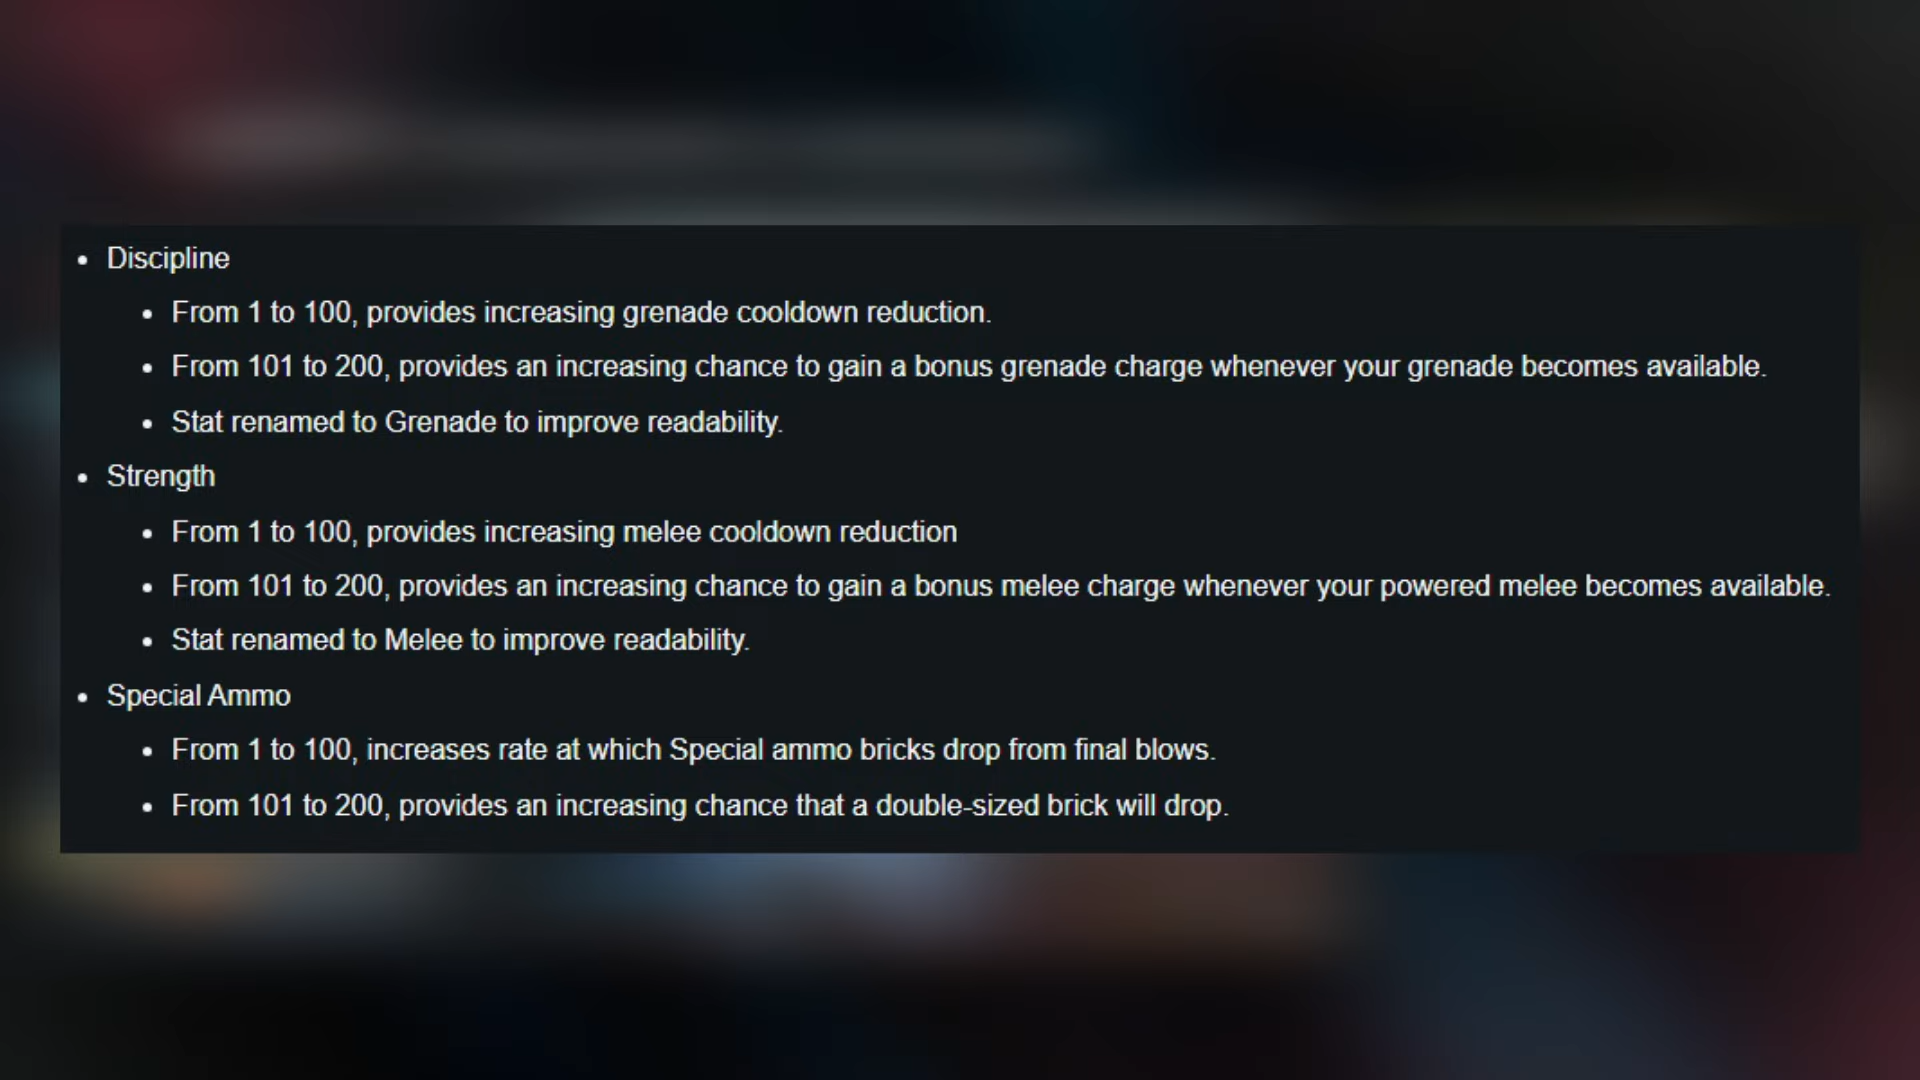 • Discipline
• From 1 to 100, provides increasing grenade cooldown reduction.
• From 101 to 200, provides an increasing chance to gain a bonus grenade charge whenever your grenade becomes available.
• Stat renamed to Grenade to improve readability.
• Strength
• From 1 to 100, provides increasing melee cooldown reduction
• From 101 to 200, provides an increasing chance to gain a bonus melee charge whenever your powered melee becomes available.
• Stat renamed to Melee to improve readability.
• Special Ammo
• From 1 to 100, increases rate at which Special ammo bricks drop from final blows.
• From 101 to 200, provides an increasing chance that a double-sized brick will drop.